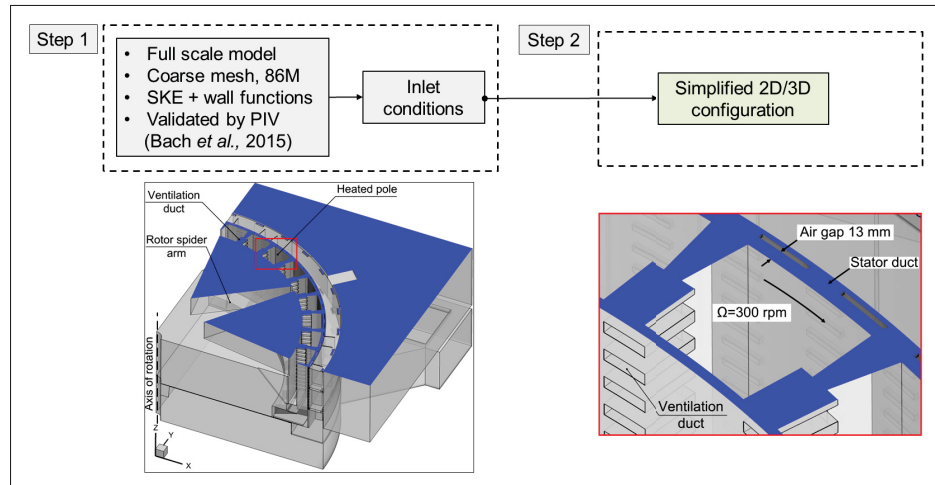 Step 1
• Full scale model
• Coarse mesh, 86M
• SKE + wall functions
• Validated by PIV
(Bach et al., 2015)
Inlet
conditions
Step 2
Simplified 2D/3D
configuration
Ventilation
duct
Heated pole
Rotor spider
arm
Axis of rotation
Z
Y
X
Air gap 13 mm
Stator duct
Ω=300 rpm
Ventilation
duct